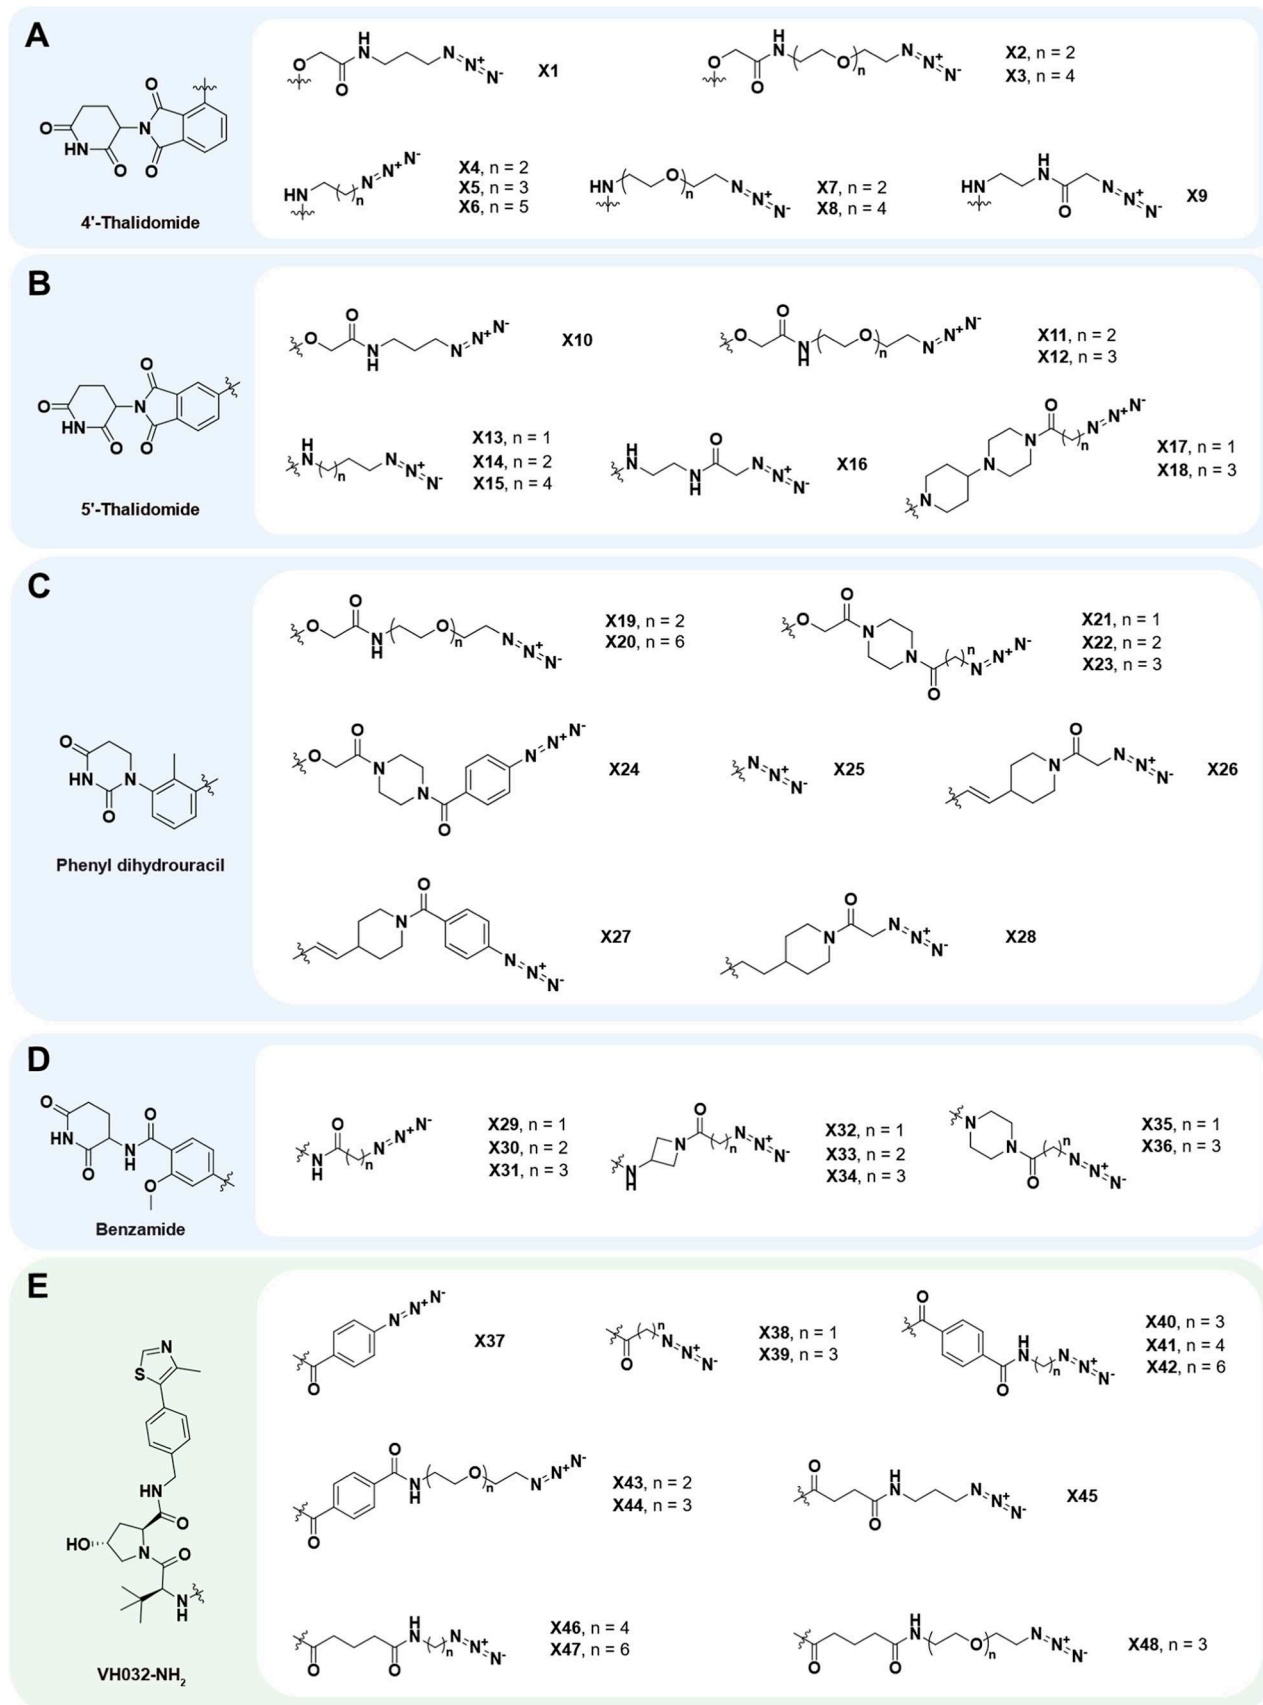 A
4'-Thalidomide
X1
X2, n = 2
X3, n = 4
X4, n = 2
X5, n = 3
X6, n = 5
X7, n = 2
X8, n = 4
X9
B
5'-Thalidomide
X10
X11, n = 2
X12, n = 3
X13, n = 1
X14, n = 2
X15, n = 4
X16
X17, n = 1
X18, n = 3
C
Phenyl dihydrouracil
X19, n = 2
X20, n = 6
X21, n = 1
X22, n = 2
X23, n = 3
X24
X25
X26
X27
X28
D
Benzamide
X29, n = 1
X30, n = 2
X31, n = 3
X32, n = 1
X33, n = 2
X34, n = 3
X35, n = 1
X36, n = 3
E
VH032-NH₂
X37
X38, n = 1
X39, n = 3
X40, n = 3
X41, n = 4
X42, n = 6
X43, n = 2
X44, n = 3
X45
X46, n = 4
X47, n = 6
X48, n = 3